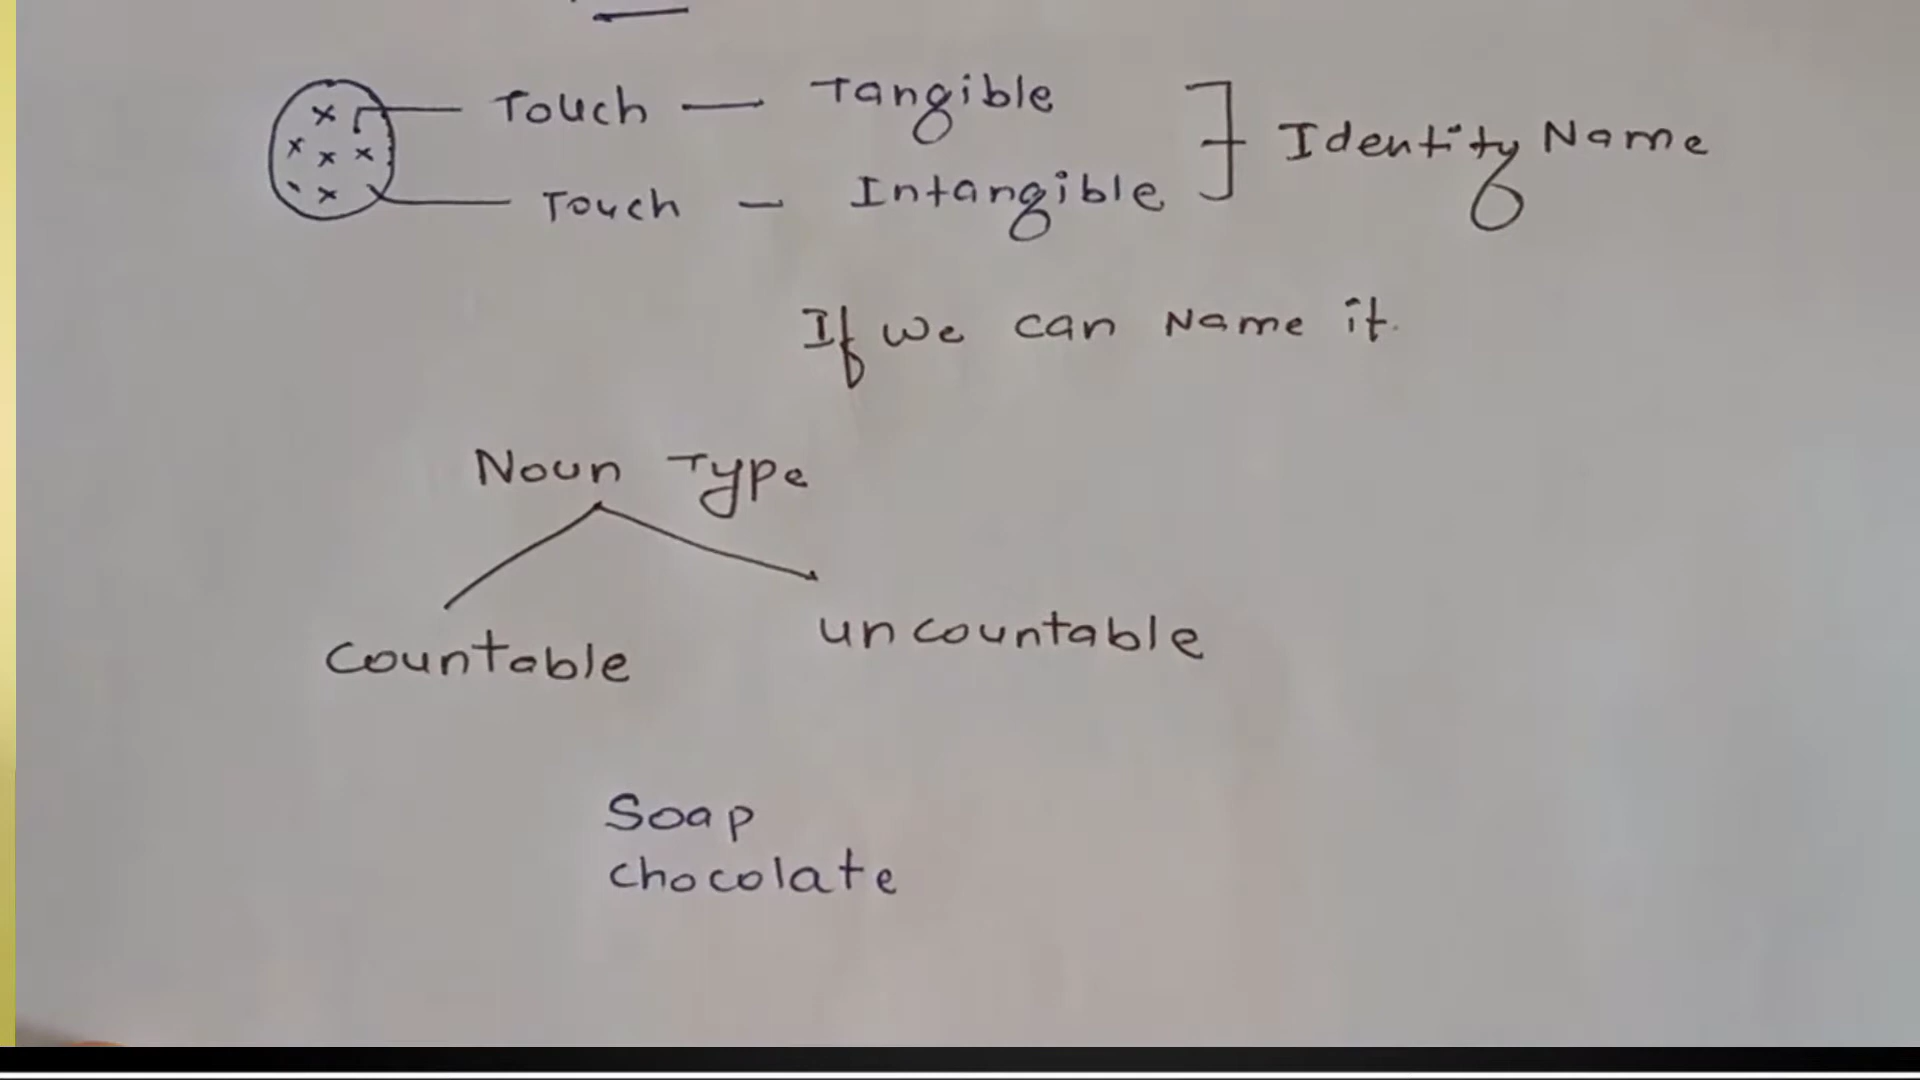 Touch — Tangible
Touch - Intangible
Identity Name
If we can Name it.
Noun Type
Countable
uncountable
Soap
chocolate